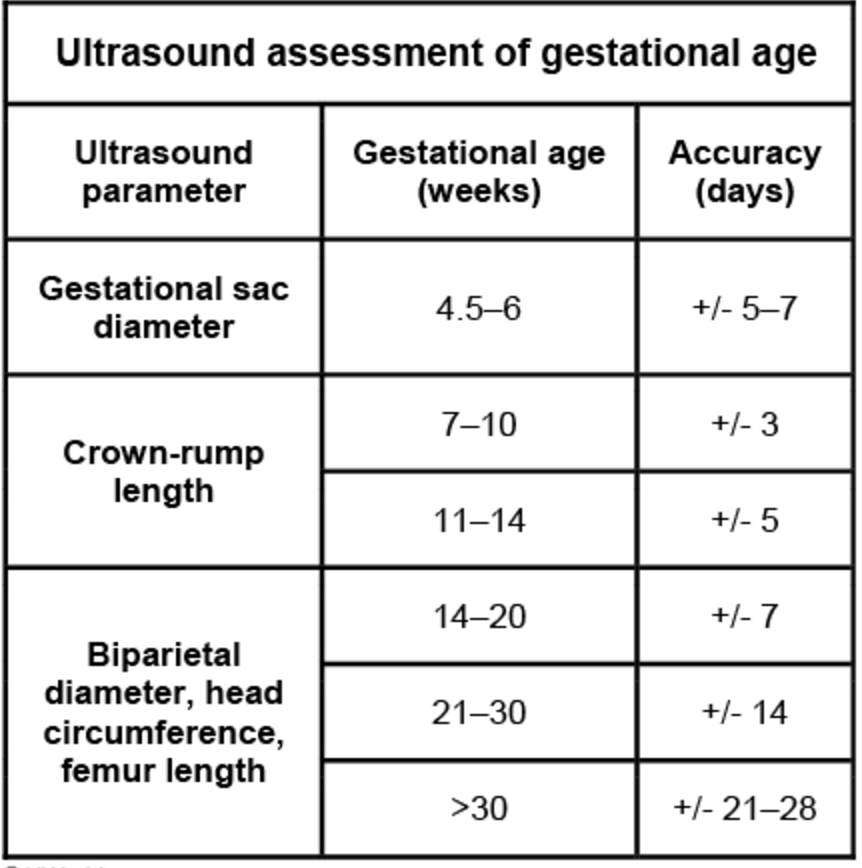 Ultrasound assessment of gestational age
Ultrasound
parameter
Gestational age
(weeks)
Accuracy
(days)
Gestational sac
diameter
4.5–6
+/- 5–7
Crown-rump
length
7–10
+/- 3
11–14
+/- 5
Biparietal
diameter, head
circumference,
femur length
14–20
+/- 7
21–30
+/- 14
>30
+/- 21–28